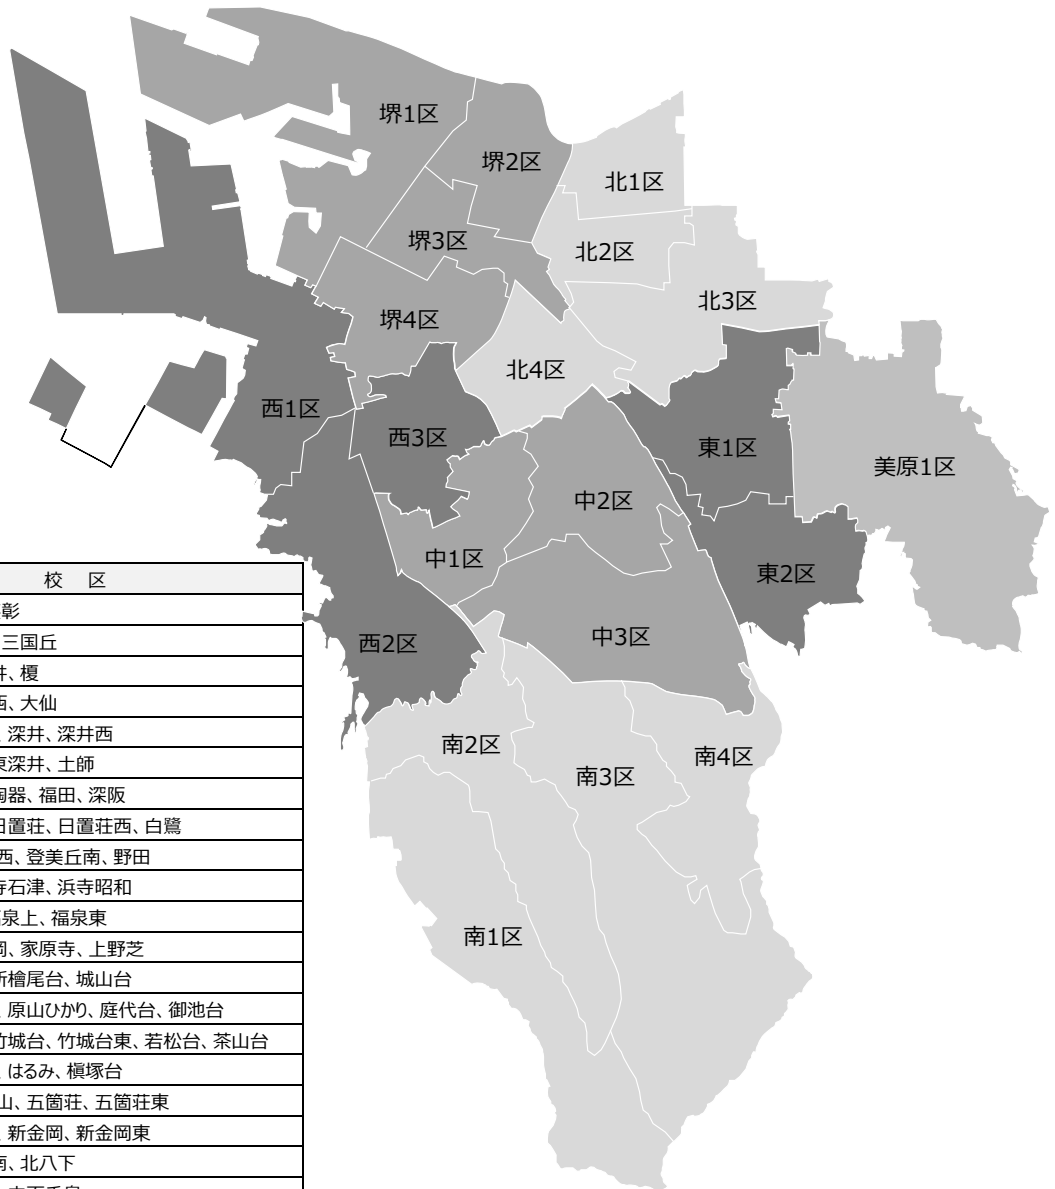 堺1区
堺2区
北1区
堺3区
北2区
北3区
堺4区
北4区
西1区
西3区
東1区
美原1区
中2区
中1区
東2区
中3区
西2区
南2区
南4区
南3区
南1区
校 区
彰
三国丘
井、榎
西、大仙
、深井、深井西
東深井、土師
陶器、福田、深阪
日置荘、日置荘西、白鷺
西、登美丘南、野田
寺石津、浜寺昭和
福泉上、福泉東
岡、家原寺、上野芝
新檜尾台、城山台
、原山ひかり、庭代台、御池台
竹城台、竹城台東、若松台、茶山台
、はるみ、槇塚台
山、五箇荘、五箇荘東
、新金岡、新金岡東
南、北八下